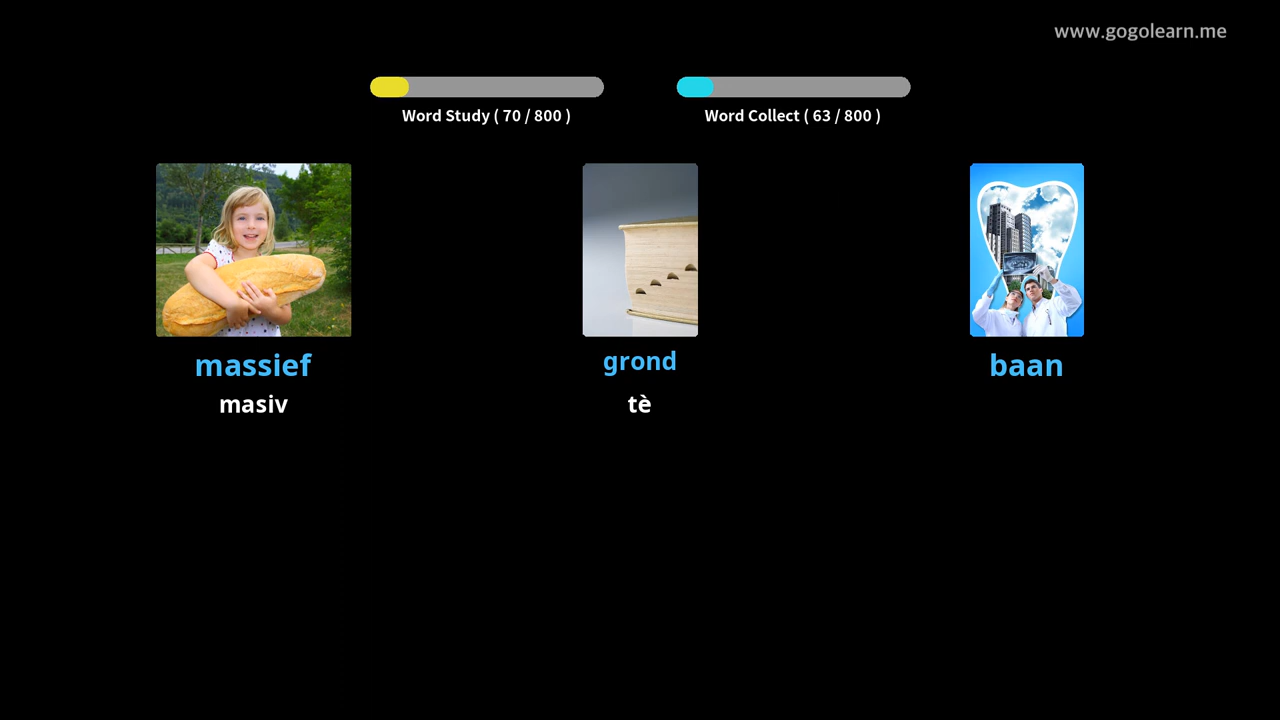 www.gogolearn.me
Word Study ( 70 / 800 )
Word Collect ( 63 / 800 )
massief
masiv
grond
tè
baan